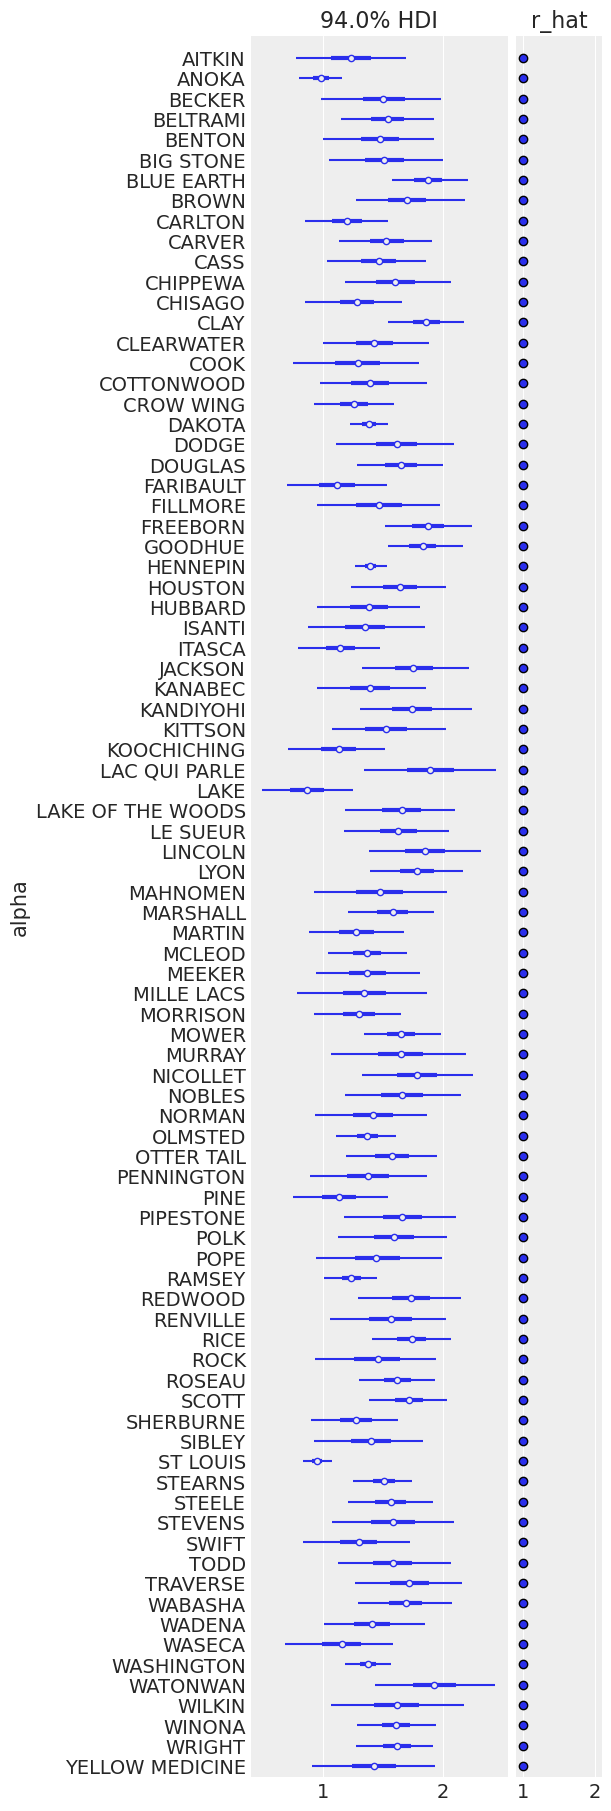 94.0% HDI r_hat
AITKIN
ANOKA
BECKER
BELTRAMI
BENTON
BIG STONE
BLUE EARTH
BROWN
CARLTON
CARVER
CASS
CHIPPEWA
CHISAGO
CLAY
CLEARWATER
COOK
COTTONWOOD
CROW WING
DAKOTA
DODGE
DOUGLAS
FARIBAULT
FILLMORE
FREEBORN
GOODHUE
HENNEPIN
HOUSTON
HUBBARD
ISANTI
ITASCA
JACKSON
KANABEC
KANDIYOHI
KITTSON
KOOCHICHING
LAC QUI PARLE
LAKE
LAKE OF THE WOODS
LE SUEUR
LINCOLN
LYON
MAHNOMEN
alpha
MARSHALL
MARTIN
MCLEOD
MEEKER
MILLE LACS
MORRISON
MOWER
MURRAY
NICOLLET
NOBLES
NORMAN
OLMSTED
OTTER TAIL
PENNINGTON
PINE
PIPESTONE
POLK
POPE
RAMSEY
REDWOOD
RENVILLE
RICE
ROCK
ROSEAU
SCOTT
SHERBURNE
SIBLEY
ST LOUIS
STEARNS
STEELE
STEVENS
SWIFT
TODD
TRAVERSE
WABASHA
WADENA
WASECA
WASHINGTON
WATONWAN
WILKIN
WINONA
WRIGHT
YELLOW MEDICINE
1 2 1 2